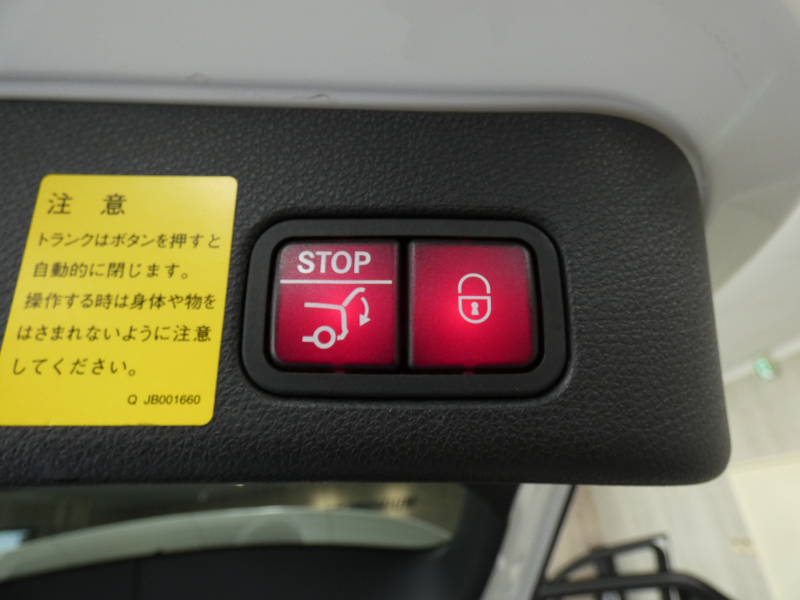 注 意
トランクはボタンを押すと
自動的に閉じます。
操作する時は身体や物を
はさまれないように注意
してください。
Q JB001660
STOP